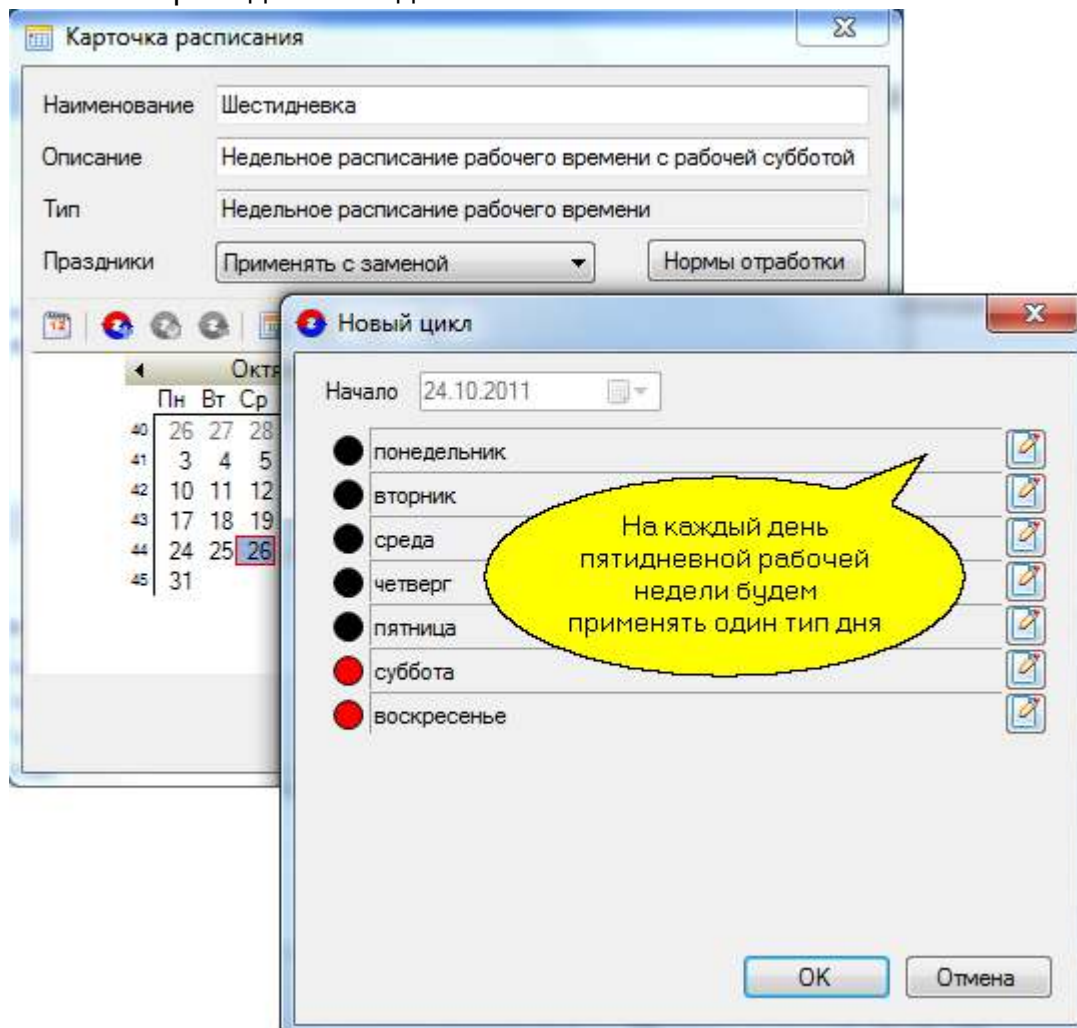 Карточка расписания
Наименование Шестидневка
Описание Недельное расписание рабочего времени с рабочей субботой
Тип Недельное расписание рабочего времени
Праздники Применять с заменой Нормы отработки
12
Новый цикл
Октя
Пн Вт Ср
40 26 27 28
41 3 4 5
42 10 11 12
43 17 18 19
44 24 25 26
45 31
Начало 24.10.2011
понедельник
вторник
среда
четверг
пятница
суббота
воскресенье
На каждый день
пятидневной рабочей
недели будем
применять один тип дня
OK Отмена